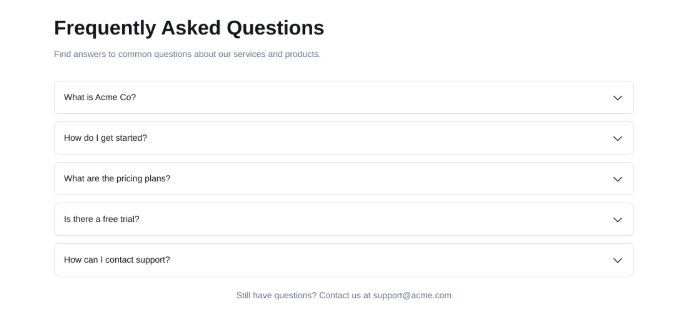 Frequently Asked Questions
Find answers to common questions about our services and products.
What is Acme Co?
How do I get started?
What are the pricing plans?
Is there a free trial?
How can I contact support?
Still have questions? Contact us at support@acme.com